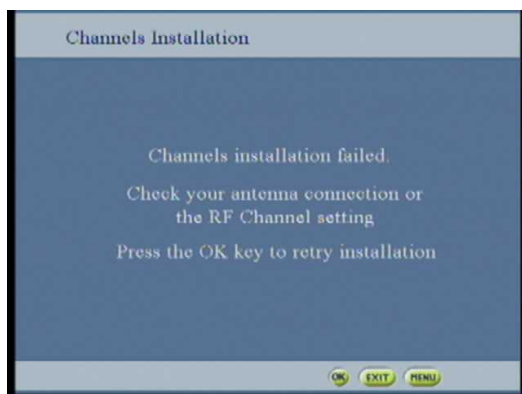 Channels Installation
Channels installation failed.
Check your antenna connection or
the RF Channel setting
Press the OK key to retry installation
OK EXIT MENU